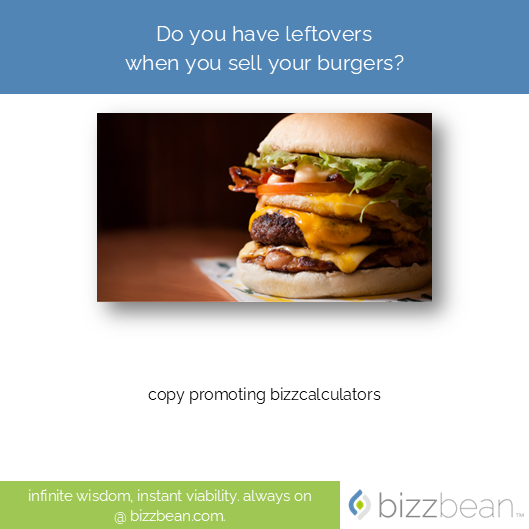 Do you have leftovers
when you sell your burgers?
copy promoting bizzcalculators
infinite wisdom, instant viability. always on
@ bizzbean.com.
bizzbean™